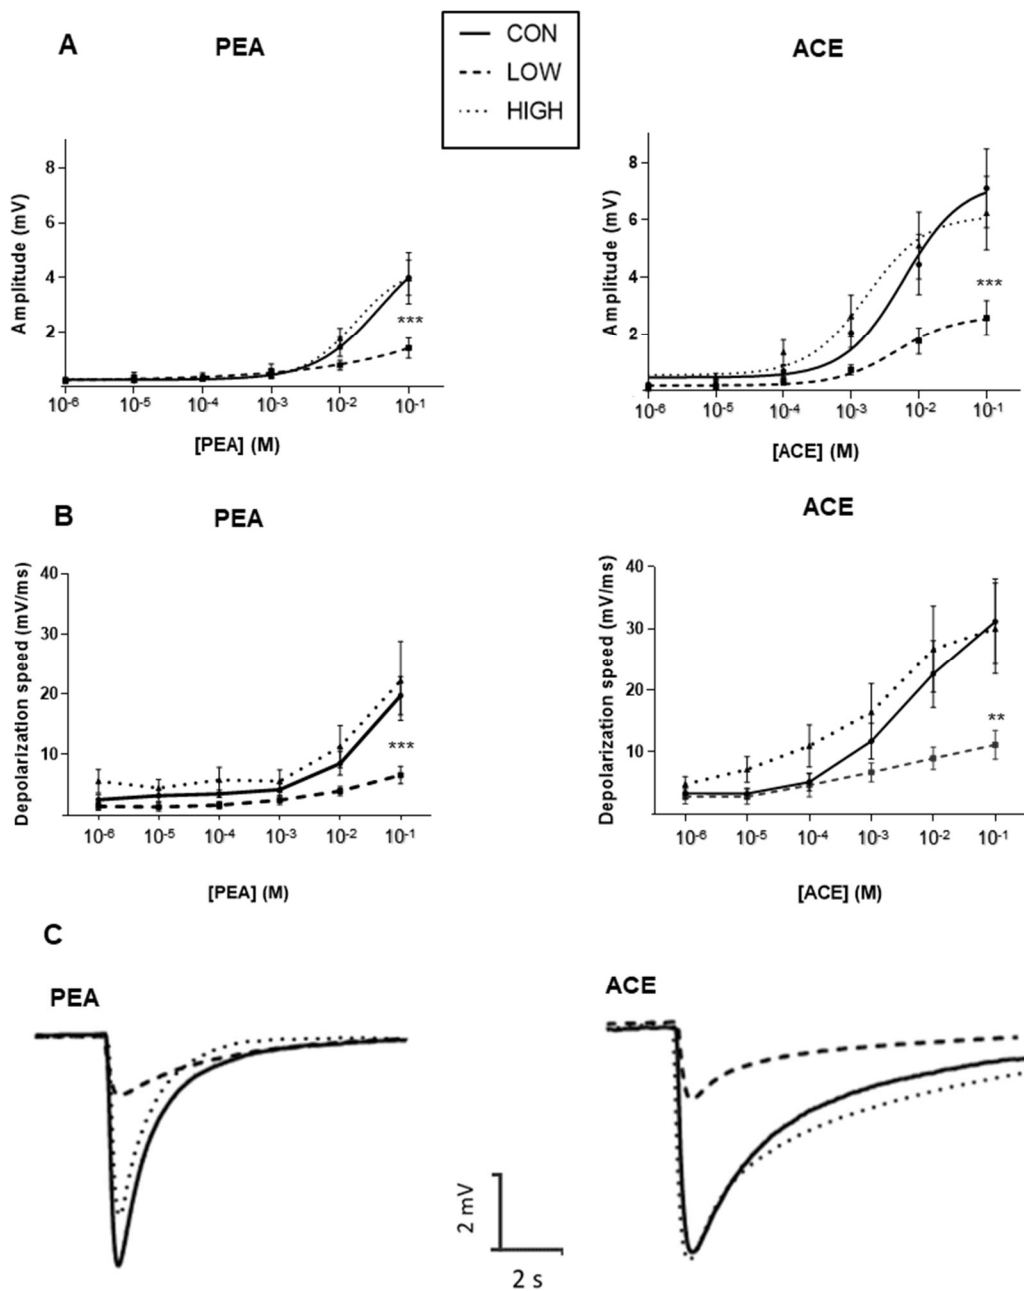 A
PEA
CON
LOW
HIGH
ACE
Amplitude (mV)
8
6
4
2
***
10-6
10-5
10-4
10-3
10-2
10-1
[PEA] (M)
Amplitude (mV)
8
6
4
2
***
10-6
10-5
10-4
10-3
10-2
10-1
[ACE] (M)
B
PEA
ACE
Depolarization speed (mV/ms)
40
30
20
10
***
10-6
10-5
10-4
10-3
10-2
10-1
[PEA] (M)
Depolarization speed (mV/ms)
40
30
20
10
**
10-6
10-5
10-4
10-3
10-2
10-1
[ACE] (M)
C
PEA
ACE
2 mV
2 s